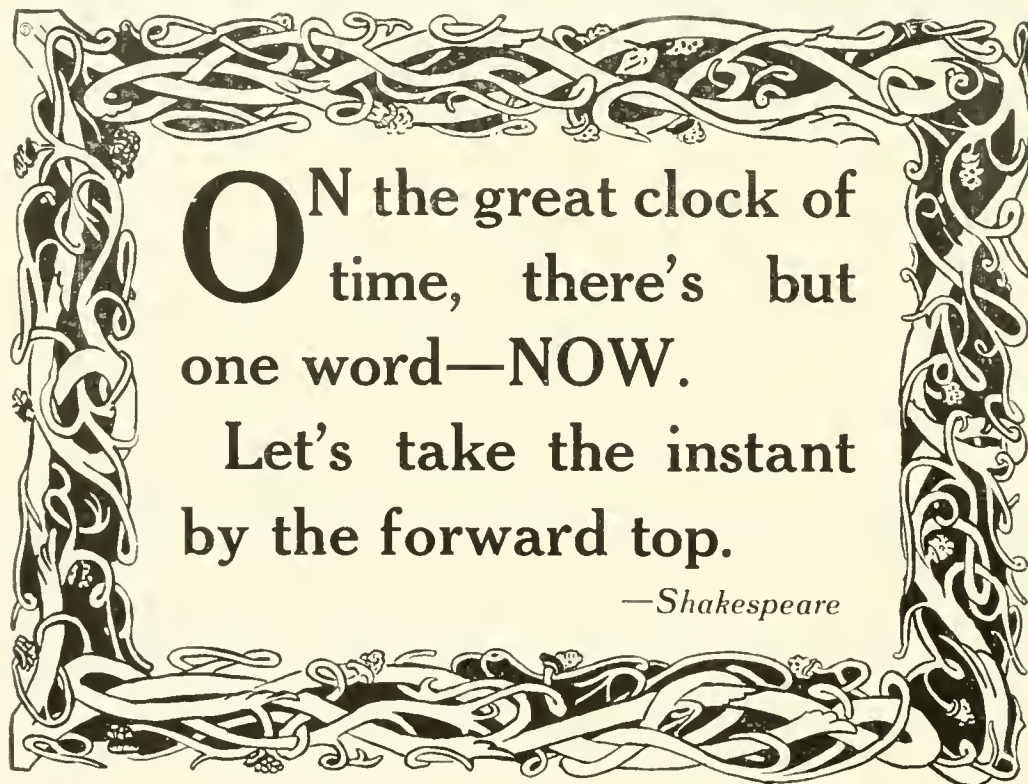 ON the great clock of
time, there's but
one word—NOW.
Let's take the instant
by the forward top.
—Shakespeare